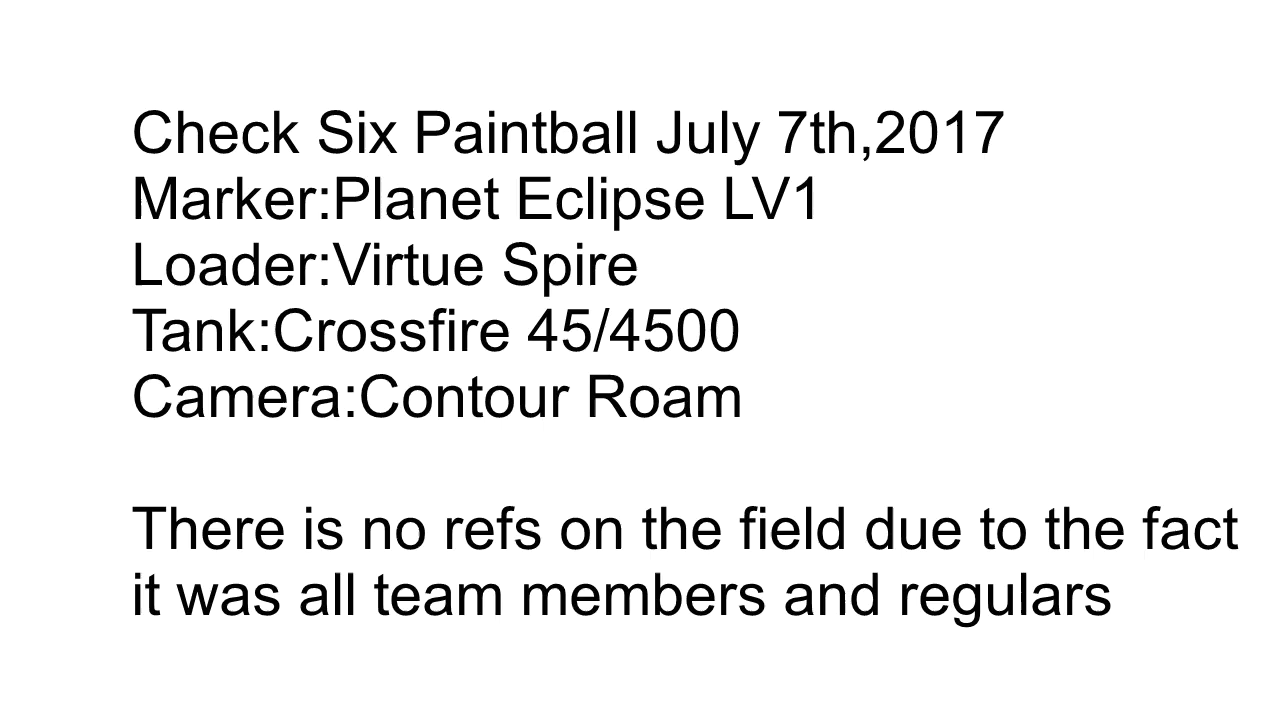 Check Six Paintball July 7th,2017
Marker:Planet Eclipse LV1
Loader:Virtue Spire
Tank:Crossfire 45/4500
Camera:Contour Roam
There is no refs on the field due to the fact
it was all team members and regulars